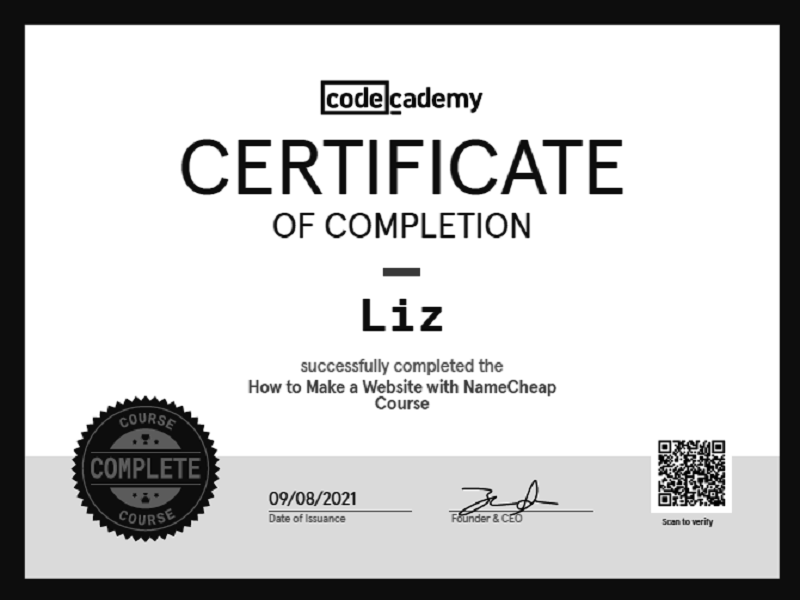 codecademy
CERTIFICATE
OF COMPLETION
Liz
successfully completed the
How to Make a Website with NameCheap
Course
COURSE
COMPLETE
COURSE
09/08/2021
Date of Issuance
Founder & CEO
Scan to verify